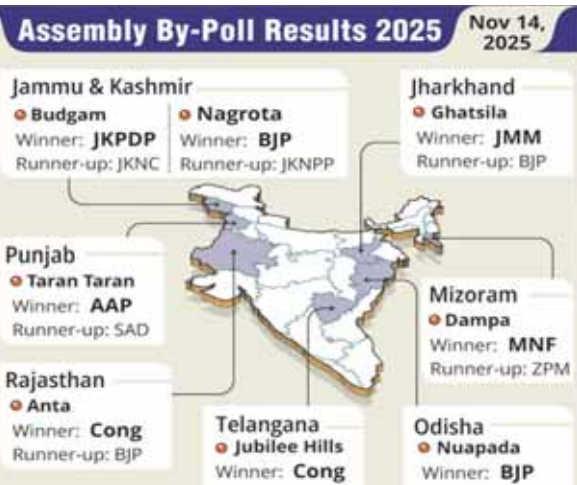 Assembly By-Poll Results 2025
Nov 14,
2025
Jammu & Kashmir
Budgam
Winner: JKPDP
Runner-up: JKNC
Nagrota
Winner: BJP
Runner-up: JKNPP
Jharkhand
Ghatsila
Winner: JMM
Runner-up: BJP
Punjab
Taran Taran
Winner: AAP
Runner-up: SAD
Mizoram
Dampa
Winner: MNF
Runner-up: ZPM
Rajasthan
Anta
Winner: Cong
Runner-up: BJP
Telangana
Jubilee Hills
Winner: Cong
Odisha
Nuapada
Winner: BJP